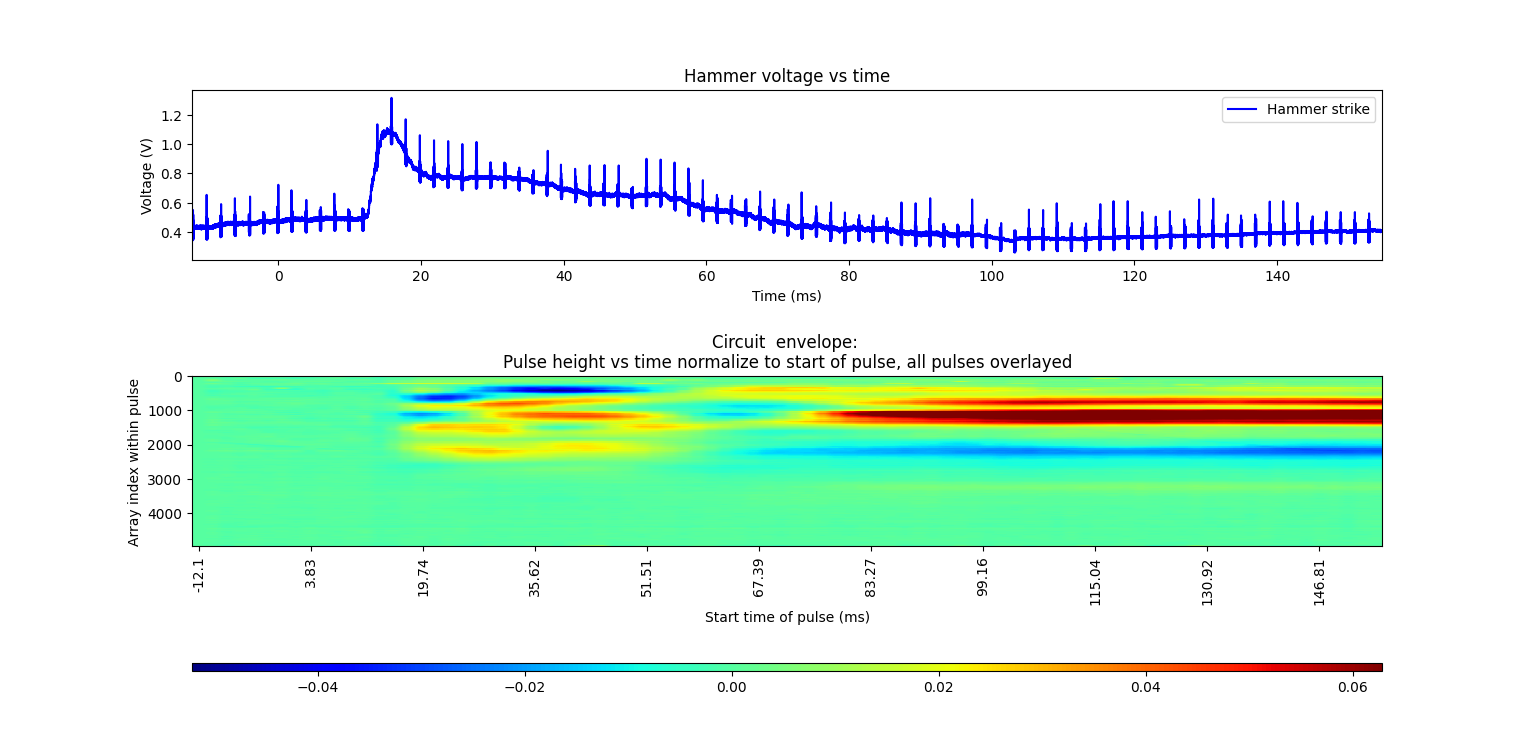 Hammer voltage vs time
Voltage (V)
1.2
1.0
0.8
0.6
0.4
Hammer strike
0 20 40 60 80 100 120 140
Time (ms)
Circuit  envelope:
Pulse height vs time normalize to start of pulse, all pulses overlayed
Array index within pulse
0
1000
2000
3000
4000
-12.1 3.83 19.74 35.62 51.51 67.39 83.27 99.16 115.04 130.92 146.81
Start time of pulse (ms)
−0.04 −0.02 0.00 0.02 0.04 0.06